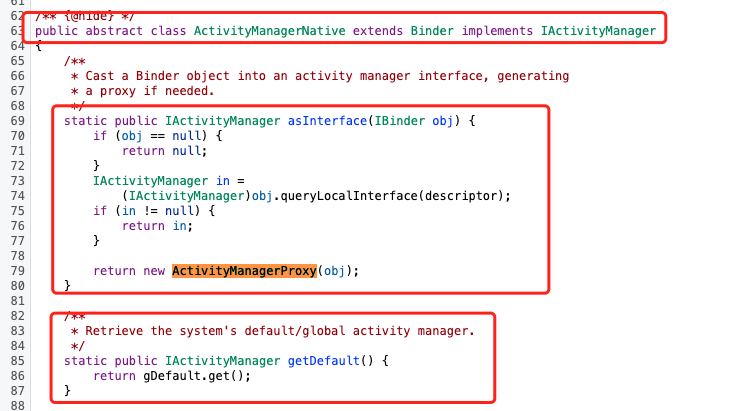 61
62 /** {@hide} */
63 public abstract class ActivityManagerNative extends Binder implements IActivityManager
64 {
65     /**
66      * Cast a Binder object into an activity manager interface, generating
67      * a proxy if needed.
68      */
69     static public IActivityManager asInterface(IBinder obj) {
70         if (obj == null) {
71             return null;
72         }
73         IActivityManager in =
74             (IActivityManager)obj.queryLocalInterface(descriptor);
75         if (in != null) {
76             return in;
77         }
78
79         return new ActivityManagerProxy(obj);
80     }
81
82     /**
83      * Retrieve the system's default/global activity manager.
84      */
85     static public IActivityManager getDefault() {
86         return gDefault.get();
87     }
88